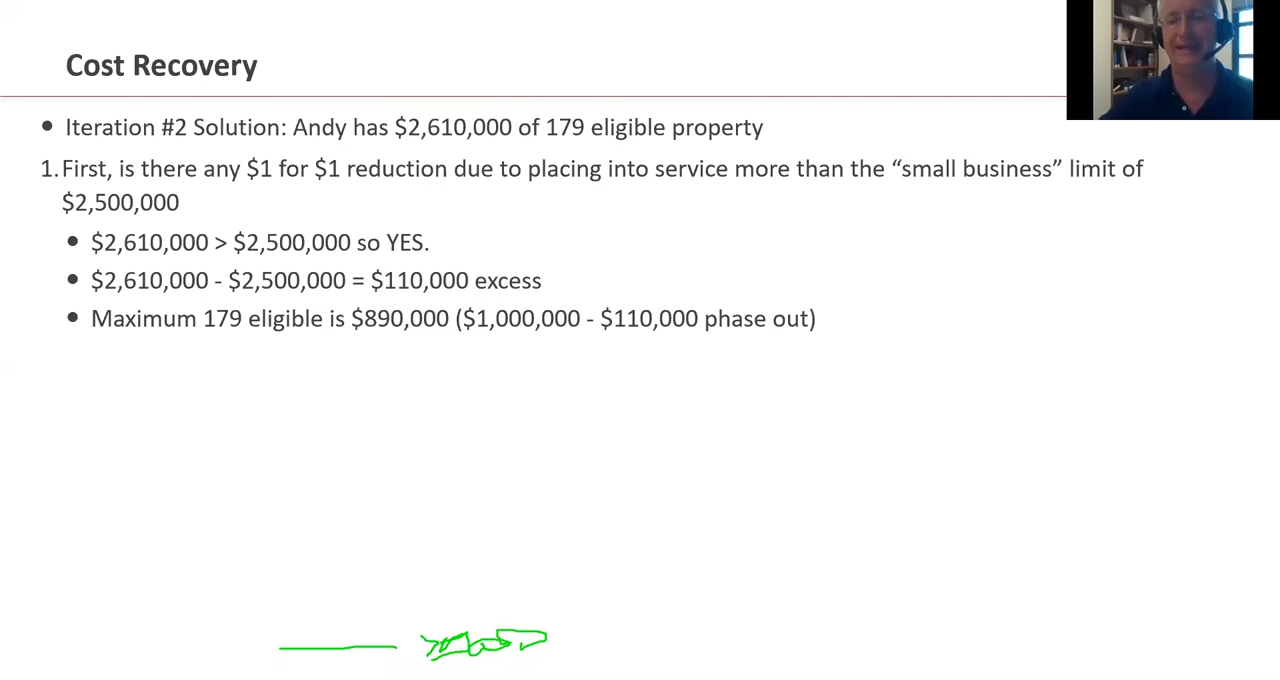 Cost Recovery
• Iteration #2 Solution: Andy has $2,610,000 of 179 eligible property
1. First, is there any $1 for $1 reduction due to placing into service more than the “small business” limit of
$2,500,000
• $2,610,000 > $2,500,000 so YES.
• $2,610,000 - $2,500,000 = $110,000 excess
• Maximum 179 eligible is $890,000 ($1,000,000 - $110,000 phase out)